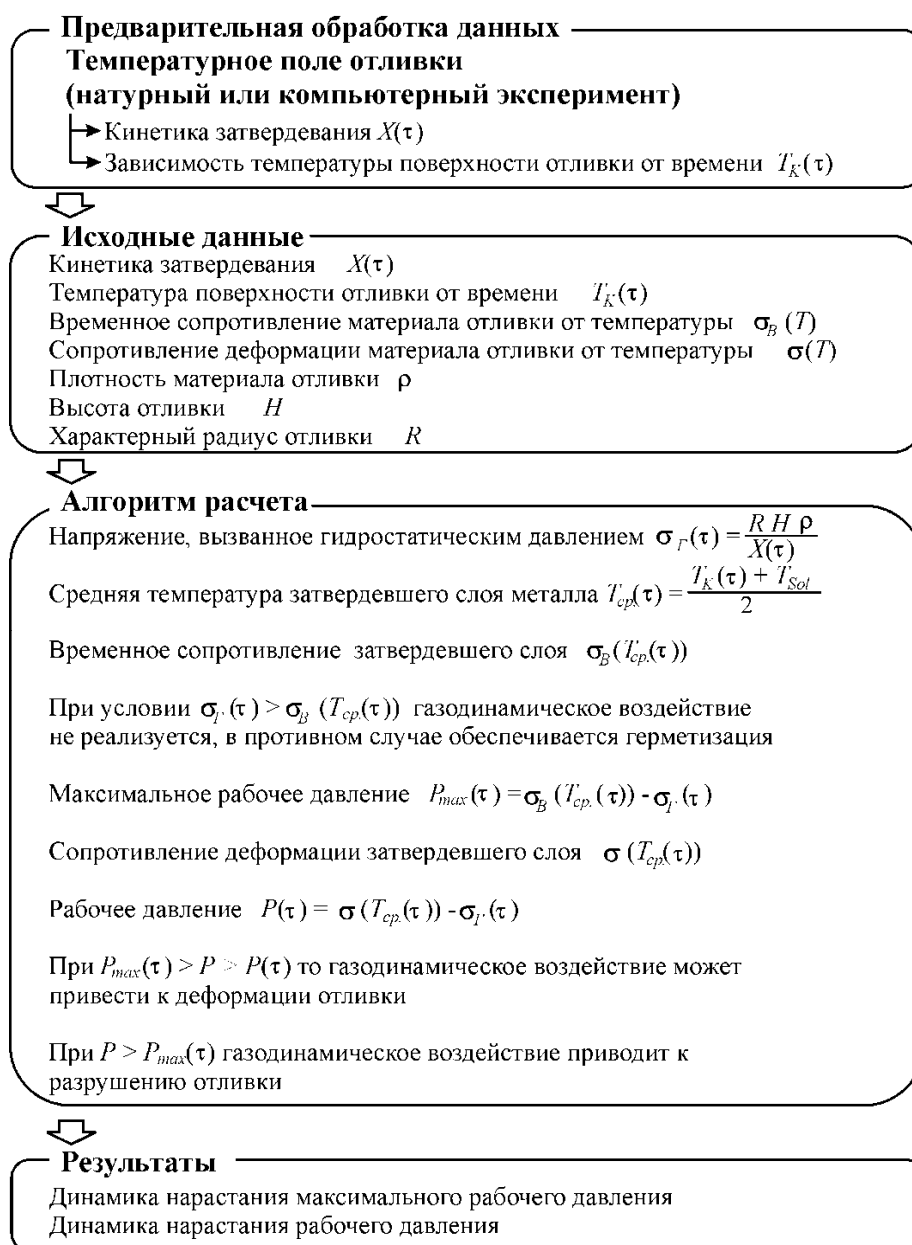 Предварительная обработка данных
Температурное поле отливки
(натурный или компьютерный эксперимент)
Кинетика затвердевания X(τ)
Зависимость температуры поверхности отливки от времени T_K(τ)
Исходные данные
Кинетика затвердевания X(τ)
Температура поверхности отливки от времени T_K(τ)
Временное сопротивление материала отливки от температуры σ_B (T)
Сопротивление деформации материала отливки от температуры σ(T)
Плотность материала отливки ρ
Высота отливки H
Характерный радиус отливки R
Алгоритм расчета
Напряжение, вызванное гидростатическим давлением σ_Г(τ) = R H ρ / X(τ)
Средняя температура затвердевшего слоя металла T_ср.(τ) = T_K(τ) + T_Sol / 2
Временное сопротивление затвердевшего слоя σ_B(T_ср.(τ))
При условии σ_Г(τ) > σ_B (T_ср.(τ)) газодинамическое воздействие
не реализуется, в противном случае обеспечивается герметизация
Максимальное рабочее давление P_max(τ) = σ_B (T_ср.(τ)) - σ_Г(τ)
Сопротивление деформации затвердевшего слоя σ (T_ср.(τ))
Рабочее давление P(τ) = σ (T_ср.(τ)) - σ_Г(τ)
При P_max(τ) > P > P(τ) то газодинамическое воздействие может
привести к деформации отливки
При P > P_max(τ) газодинамическое воздействие приводит к
разрушению отливки
Результаты
Динамика нарастания максимального рабочего давления
Динамика нарастания рабочего давления